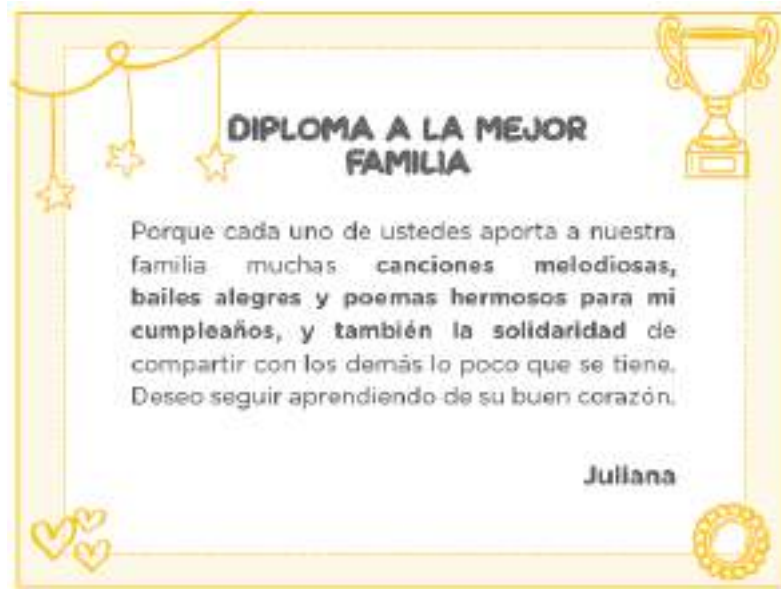 DIPLOMA A LA MEJOR
FAMILIA
Porque cada uno de ustedes aporta a nuestra
familia muchas canciones melodiosas,
bailes alegres y poemas hermosos para mi
cumpleaños, y también la solidaridad de
compartir con los demás lo poco que se tiene.
Deseo seguir aprendiendo de su buen corazón.
Juliana